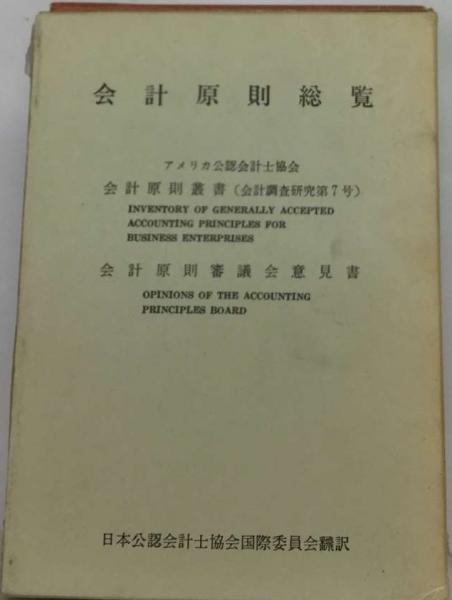 会計原則総覧
アメリカ公認会計士協会
会計原則叢書(会計調査研究第7号)
INVENTORY OF GENERALLY ACCEPTED
ACCOUNTING PRINCIPLES FOR
BUSINESS ENTERPRISES
会計原則審議会意見書
OPINIONS OF THE ACCOUNTING
PRINCIPLES BOARD
日本公認会計士協会国際委員会飜訳